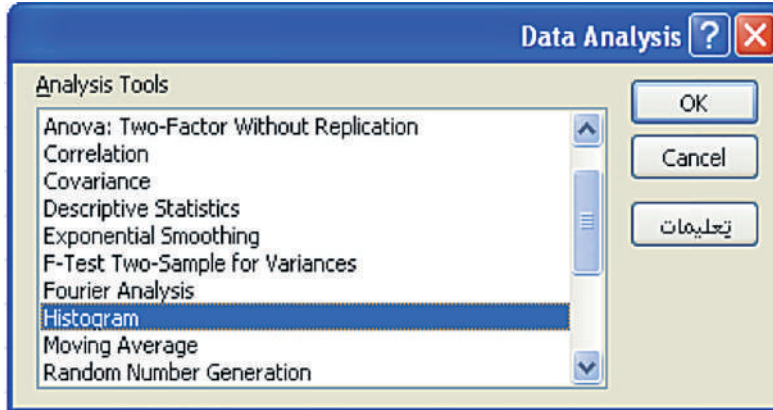 Data Analysis
Analysis Tools
Anova: Two-Factor Without Replication
Correlation
Covariance
Descriptive Statistics
Exponential Smoothing
F-Test Two-Sample for Variances
Fourier Analysis
Histogram
Moving Average
Random Number Generation
OK
Cancel
تعليمات